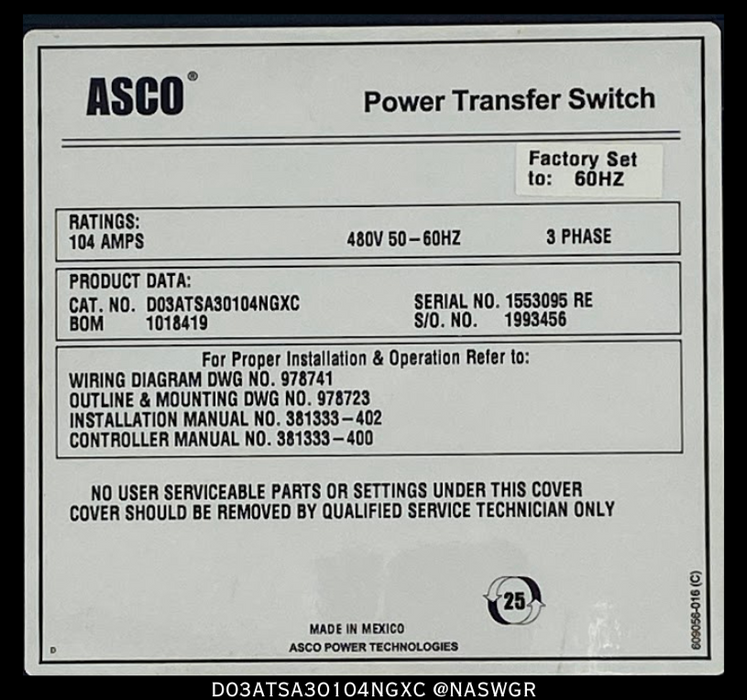 ASCO®
Power Transfer Switch
Factory Set
to: 60HZ
RATINGS:
104 AMPS 480V 50-60HZ 3 PHASE
PRODUCT DATA:
CAT. NO. D03ATSA30104NGXC SERIAL NO. 1553095 RE
BOM 1018419 S/O. NO. 1993456
For Proper Installation & Operation Refer to:
WIRING DIAGRAM DWG NO. 978741
OUTLINE & MOUNTING DWG NO. 978723
INSTALLATION MANUAL NO. 381333-402
CONTROLLER MANUAL NO. 381333-400
NO USER SERVICEABLE PARTS OR SETTINGS UNDER THIS COVER
COVER SHOULD BE REMOVED BY QUALIFIED SERVICE TECHNICIAN ONLY
25
MADE IN MEXICO
ASCO POWER TECHNOLOGIES
D
609056-016 (C)
D03ATSA30104NGXC @NASWGR